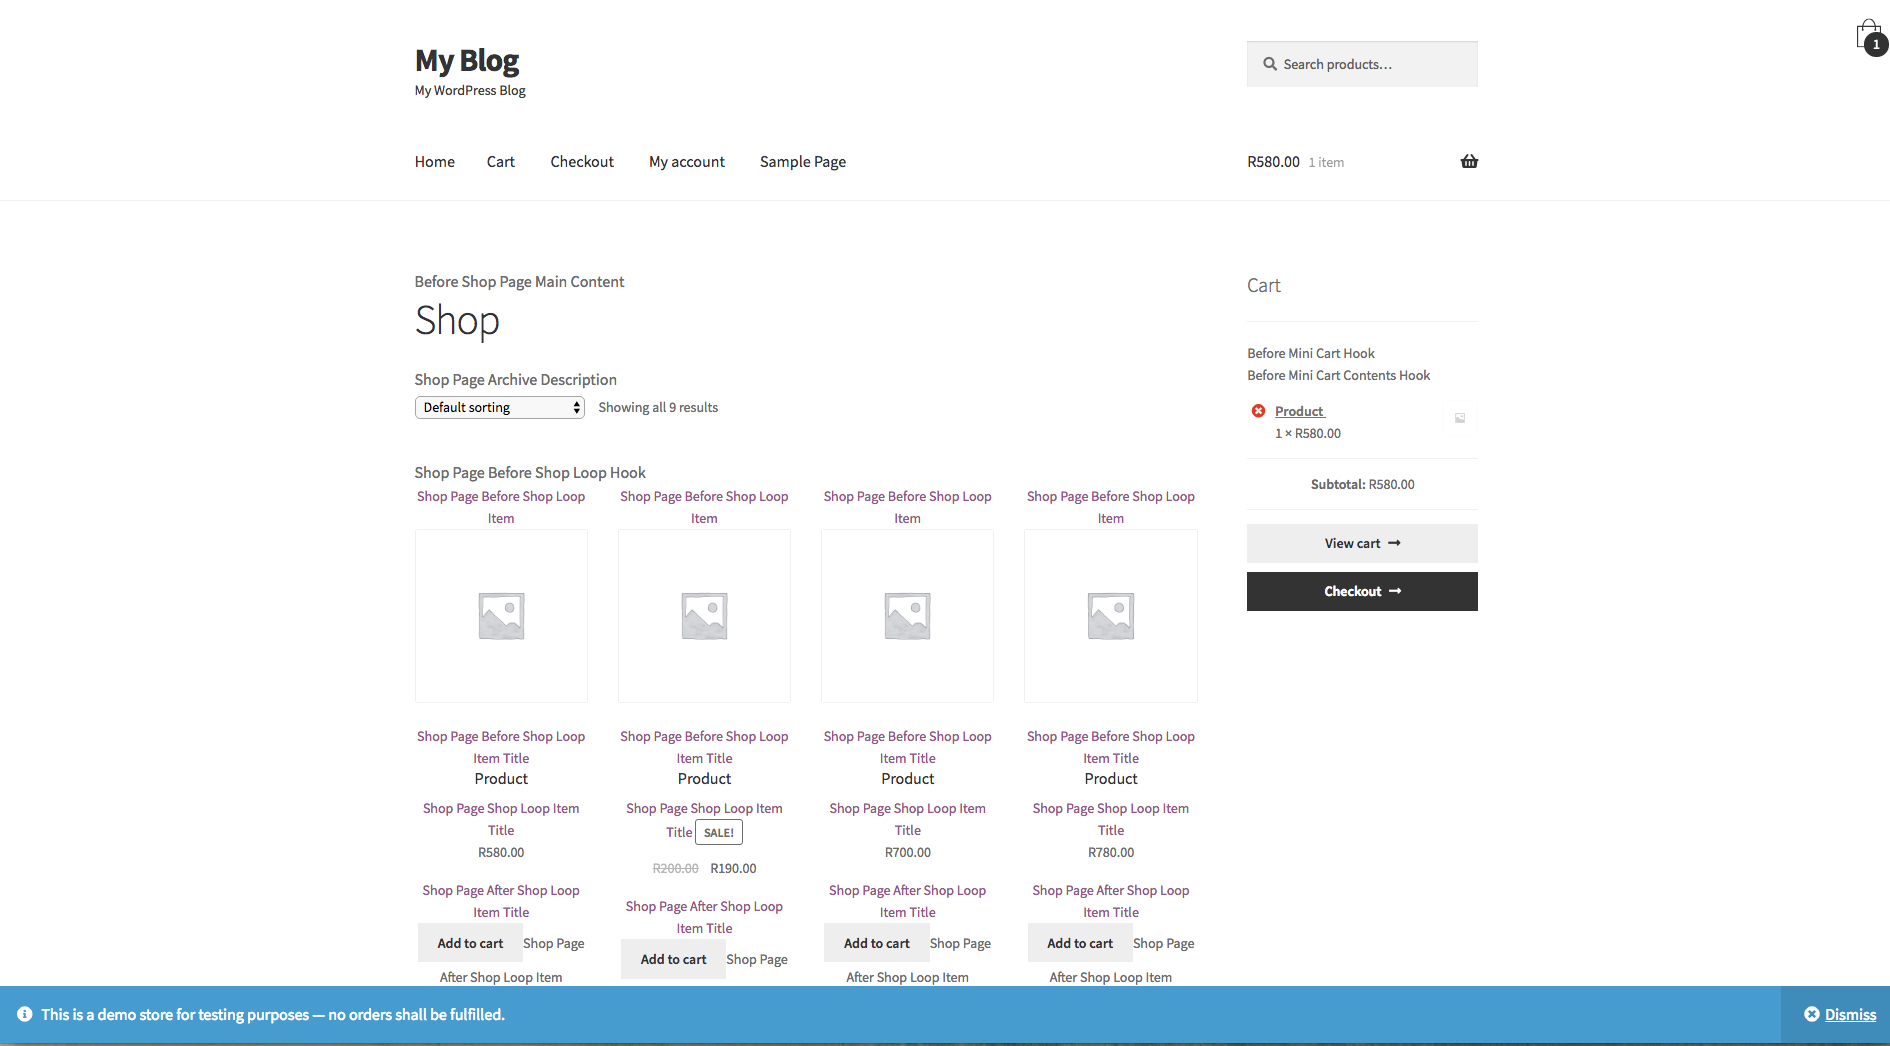 My Blog
My WordPress Blog
Search products…
1
Home Cart Checkout My account Sample Page
R580.00 1 item
Before Shop Page Main Content
Shop
Shop Page Archive Description
Default sorting Showing all 9 results
Shop Page Before Shop Loop Hook
Shop Page Before Shop Loop
Item
Shop Page Before Shop Loop
Item Title
Product
Shop Page Shop Loop Item
Title
R580.00
Shop Page After Shop Loop
Item Title
Add to cart Shop Page
After Shop Loop Item
Shop Page Before Shop Loop
Item
Shop Page Before Shop Loop
Item Title
Product
Shop Page Shop Loop Item
Title SALE!
R200.00 R190.00
Shop Page After Shop Loop
Item Title
Add to cart Shop Page
Shop Page Before Shop Loop
Item
Shop Page Before Shop Loop
Item Title
Product
Shop Page Shop Loop Item
Title
R700.00
Shop Page After Shop Loop
Item Title
Add to cart Shop Page
After Shop Loop Item
Shop Page Before Shop Loop
Item
Shop Page Before Shop Loop
Item Title
Product
Shop Page Shop Loop Item
Title
R780.00
Shop Page After Shop Loop
Item Title
Add to cart Shop Page
After Shop Loop Item
Cart
Before Mini Cart Hook
Before Mini Cart Contents Hook
Product
1 × R580.00
Subtotal: R580.00
View cart
Checkout
This is a demo store for testing purposes — no orders shall be fulfilled.
Dismiss